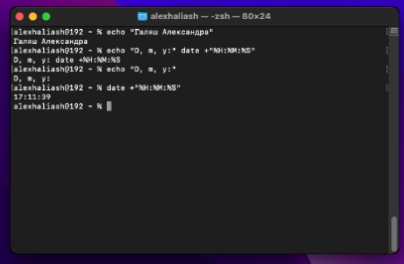 alexhaliash — -zsh — 80×24
alexhaliash@192 ~ % echo "Галяш Александра"
Галяш Александра
alexhaliash@192 ~ % echo "D, m, y:" date +"%H:%M:%S"
D, m, y: date +%H:%M:%S
alexhaliash@192 ~ % echo "D, m, y:"
D, m, y:
alexhaliash@192 ~ % date +"%H:%M:%S"
17:11:39
alexhaliash@192 ~ %